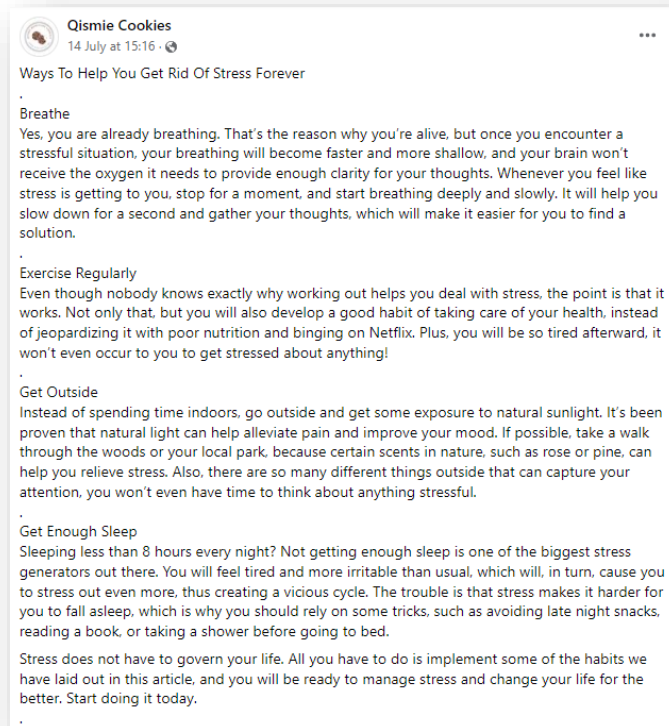 Qismie Cookies
14 July at 15:16 ·
Ways To Help You Get Rid Of Stress Forever
.
Breathe
Yes, you are already breathing. That's the reason why you're alive, but once you encounter a
stressful situation, your breathing will become faster and more shallow, and your brain won't
receive the oxygen it needs to provide enough clarity for your thoughts. Whenever you feel like
stress is getting to you, stop for a moment, and start breathing deeply and slowly. It will help you
slow down for a second and gather your thoughts, which will make it easier for you to find a
solution.
.
Exercise Regularly
Even though nobody knows exactly why working out helps you deal with stress, the point is that it
works. Not only that, but you will also develop a good habit of taking care of your health, instead
of jeopardizing it with poor nutrition and binging on Netflix. Plus, you will be so tired afterward, it
won't even occur to you to get stressed about anything!
.
Get Outside
Instead of spending time indoors, go outside and get some exposure to natural sunlight. It's been
proven that natural light can help alleviate pain and improve your mood. If possible, take a walk
through the woods or your local park, because certain scents in nature, such as rose or pine, can
help you relieve stress. Also, there are so many different things outside that can capture your
attention, you won't even have time to think about anything stressful.
.
Get Enough Sleep
Sleeping less than 8 hours every night? Not getting enough sleep is one of the biggest stress
generators out there. You will feel tired and more irritable than usual, which will, in turn, cause you
to stress out even more, thus creating a vicious cycle. The trouble is that stress makes it harder for
you to fall asleep, which is why you should rely on some tricks, such as avoiding late night snacks,
reading a book, or taking a shower before going to bed.
Stress does not have to govern your life. All you have to do is implement some of the habits we
have laid out in this article, and you will be ready to manage stress and change your life for the
better. Start doing it today.
.